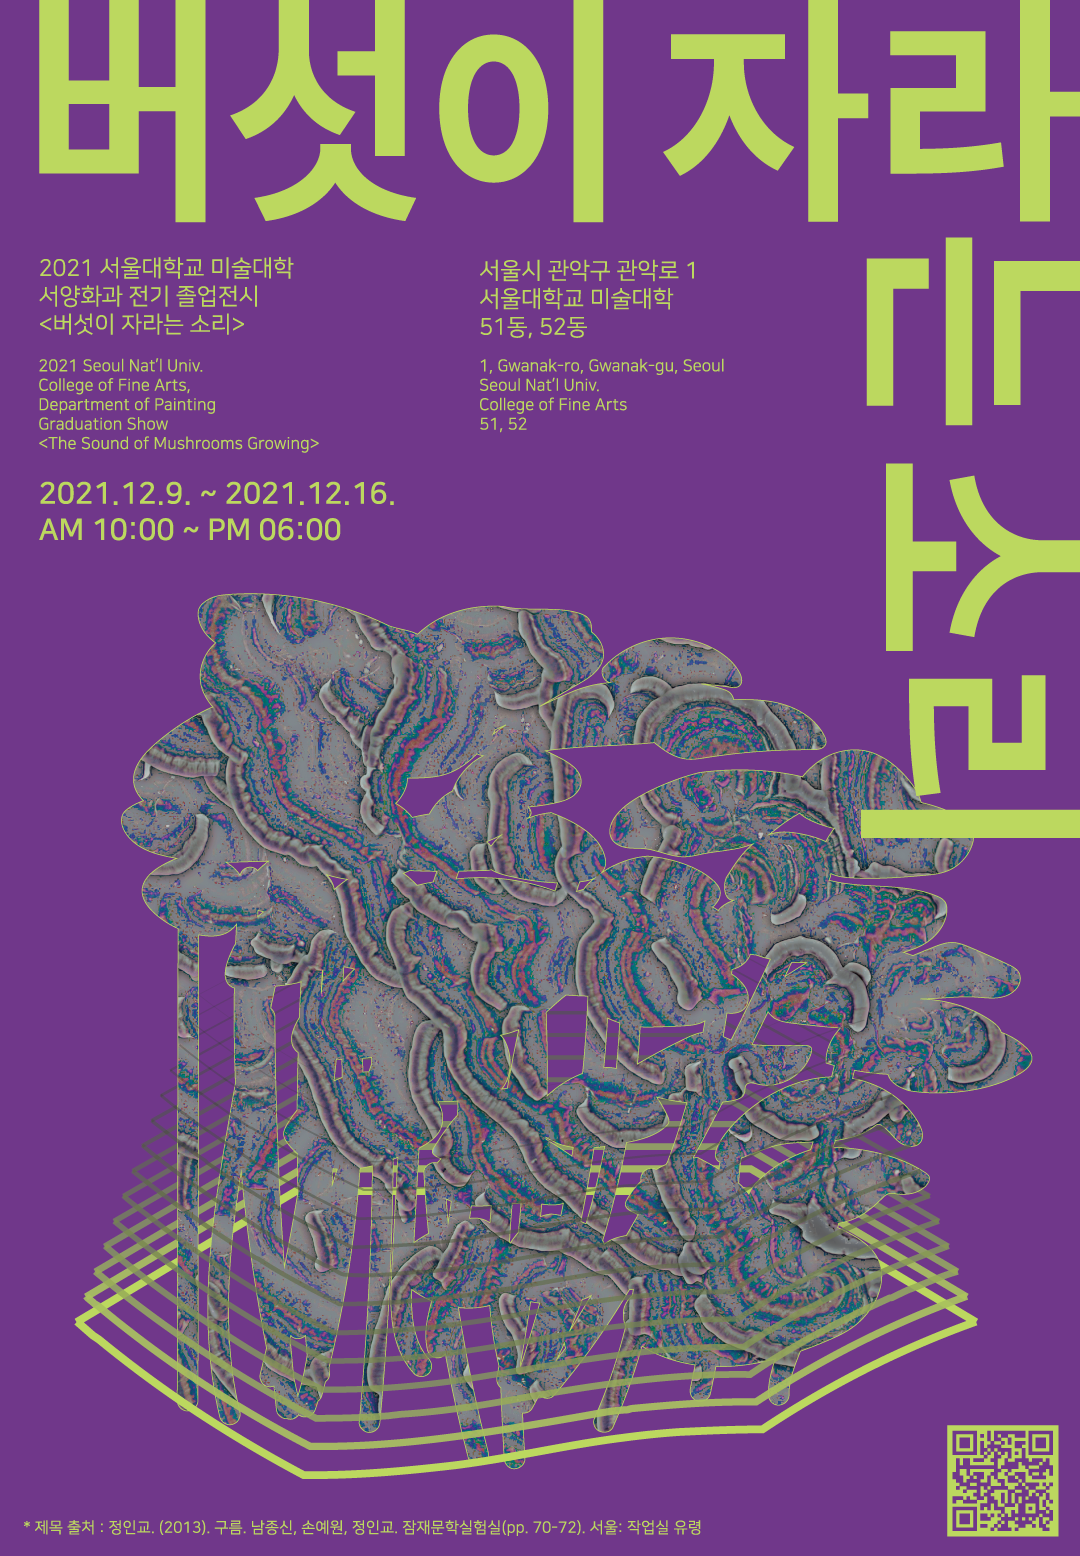 버섯이 자라는 소리
2021 서울대학교 미술대학
서양화과 전기 졸업전시
<버섯이 자라는 소리>
2021 Seoul Nat'l Univ.
College of Fine Arts,
Department of Painting
Graduation Show
<The Sound of Mushrooms Growing>
2021.12.9. ~ 2021.12.16.
AM 10:00 ~ PM 06:00
서울시 관악구 관악로 1
서울대학교 미술대학
51동, 52동
1, Gwanak-ro, Gwanak-gu, Seoul
Seoul Nat'l Univ.
College of Fine Arts
51, 52
* 제목 출처 : 정인교. (2013). 구름. 남종신, 손예원, 정인교. 잠재문학실험실(pp. 70-72). 서울: 작업실 유령